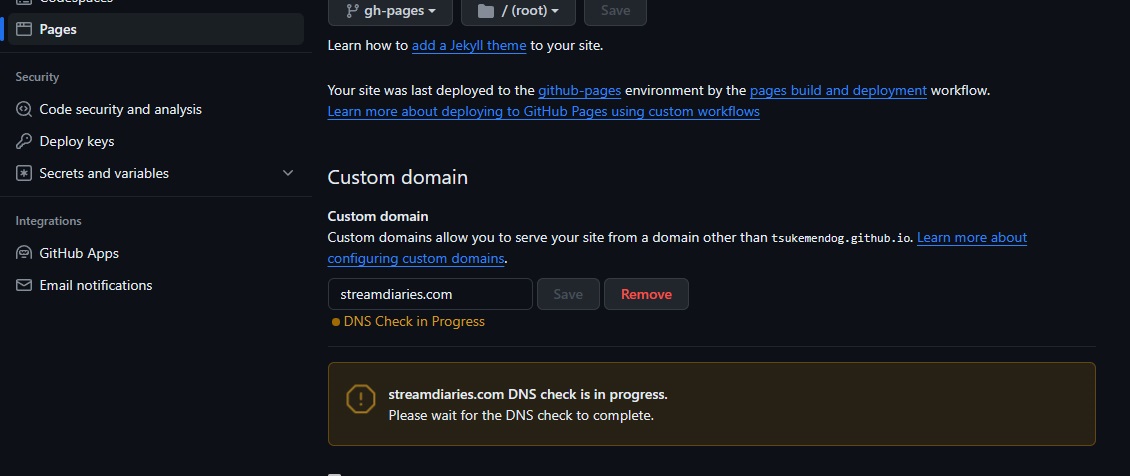 Codespaces
Pages
Security
Code security and analysis
Deploy keys
Secrets and variables
Integrations
GitHub Apps
Email notifications
gh-pages
/ (root)
Save
Learn how to add a Jekyll theme to your site.
Your site was last deployed to the github-pages environment by the pages build and deployment workflow.
Learn more about deploying to GitHub Pages using custom workflows
Custom domain
Custom domain
Custom domains allow you to serve your site from a domain other than tsukemendog.github.io. Learn more about
configuring custom domains.
streamdiaries.com
Save
Remove
DNS Check in Progress
streamdiaries.com DNS check is in progress.
Please wait for the DNS check to complete.